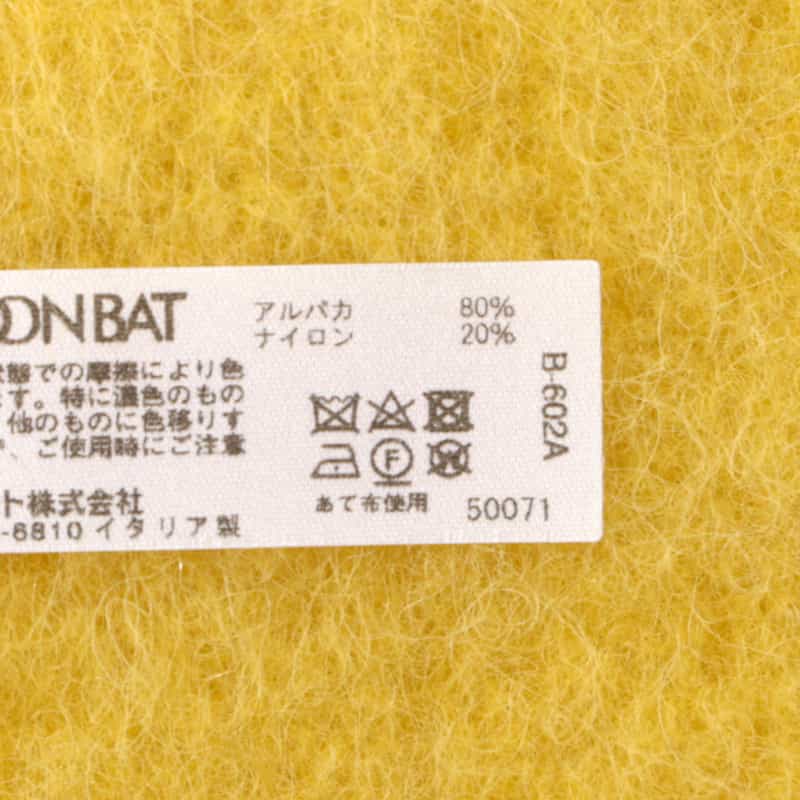 OONBAT
アルパカ 80%
ナイロン 20%
状態での摩擦により色
ます。特に濃色のもの
他のものに色移りす
、ご使用時にご注意
ト株式会社
-6810 イタリア製
F
W
あて布使用
50071
B-602A